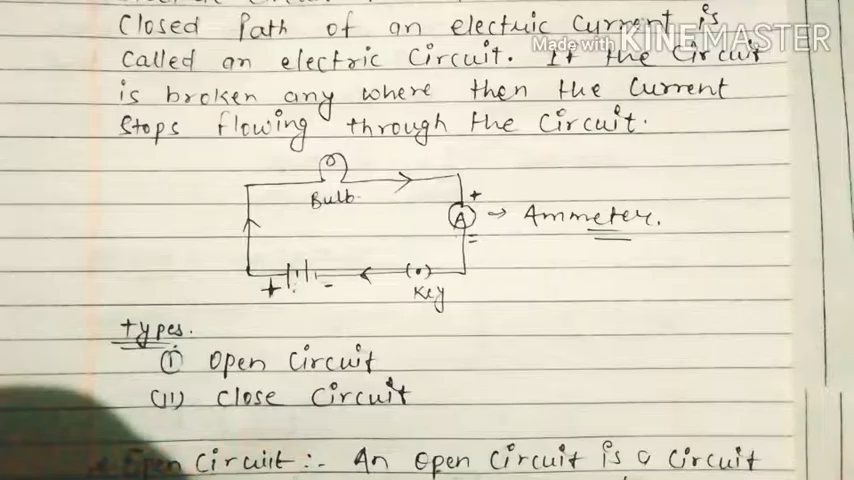 Closed Path of an electric current is
Made with KINEMASTER
called an electric Circuit. If the Circuit
is broken any where then the current
stops flowing through the Circuit.
Bulb
+
A → Ammeter.
+ -
Key
Types.
(i) Open Circuit
(ii) Close Circuit
Open Circuit :- An Open Circuit is a Circuit